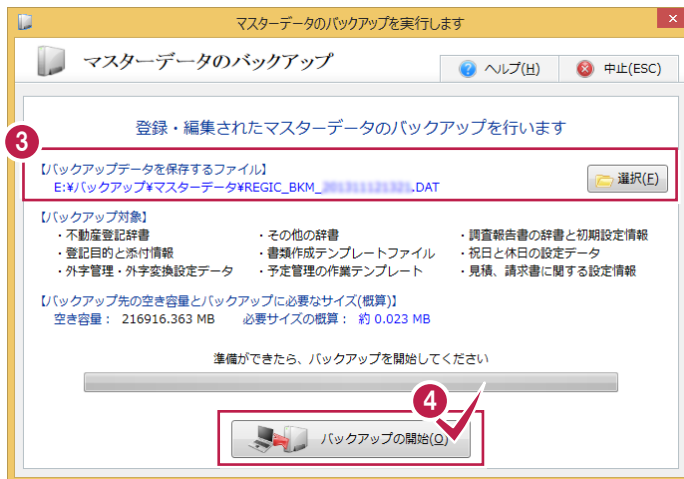 マスターデータのバックアップを実行します
マスターデータのバックアップ
ヘルプ(H)
中止(ESC)
登録・編集されたマスターデータのバックアップを行います
3
【バックアップデータを保存するファイル】
E:¥バックアップ¥マスターデータ¥REGIC_BKM_ .DAT
選択(F)
【バックアップ対象】
・不動産登記辞書 ・その他の辞書 ・調査報告書の辞書と初期設定情報
・登記目的と添付情報 ・書類作成テンプレートファイル ・祝日と休日の設定データ
・外字管理・外字変換設定データ ・予定管理の作業テンプレート ・見積、請求書に関する設定情報
【バックアップ先の空き容量とバックアップに必要なサイズ(概算)】
空き容量： 216916.363 MB 必要サイズの概算： 約 0.023 MB
準備ができたら、バックアップを開始してください
4
バックアップの開始(O)